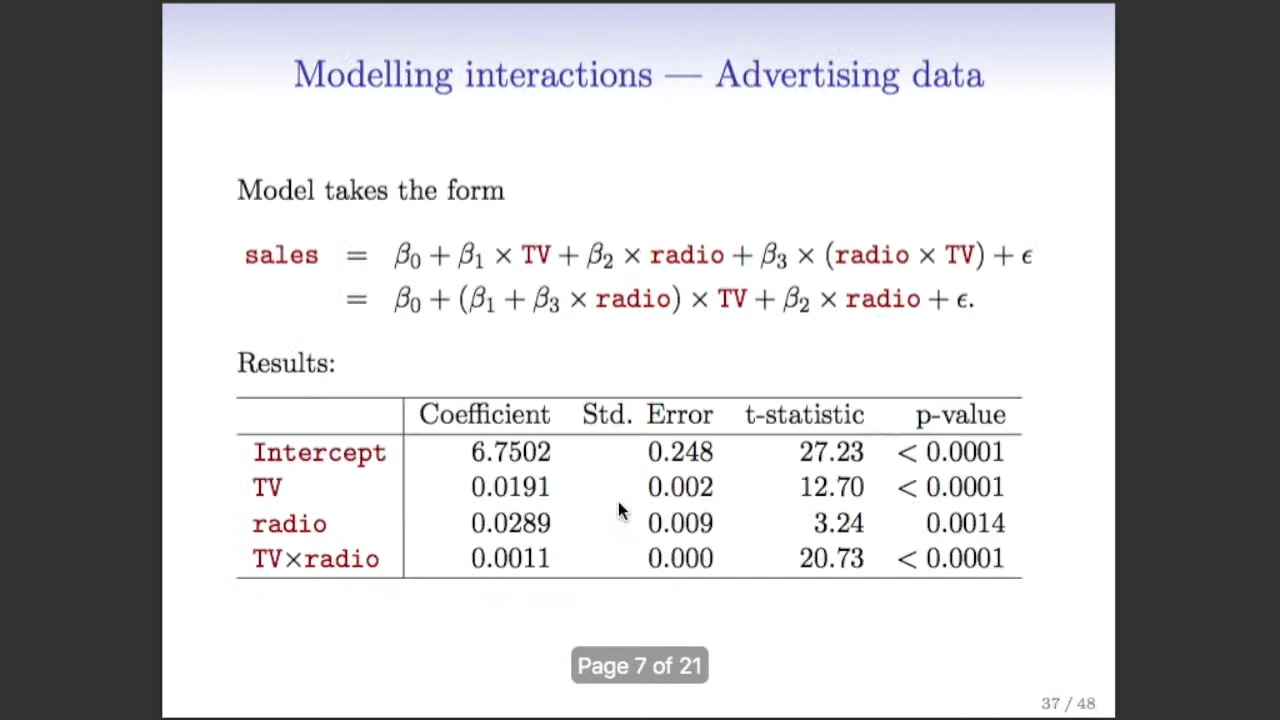 Modelling interactions — Advertising data
Model takes the form
sales = β0 + β1 × TV + β2 × radio + β3 × (radio × TV) + ϵ
= β0 + (β1 + β3 × radio) × TV + β2 × radio + ϵ.
Results:
Coefficient Std. Error t-statistic p-value
Intercept 6.7502 0.248 27.23 < 0.0001
TV 0.0191 0.002 12.70 < 0.0001
radio 0.0289 0.009 3.24 0.0014
TV×radio 0.0011 0.000 20.73 < 0.0001
Page 7 of 21
37 / 48